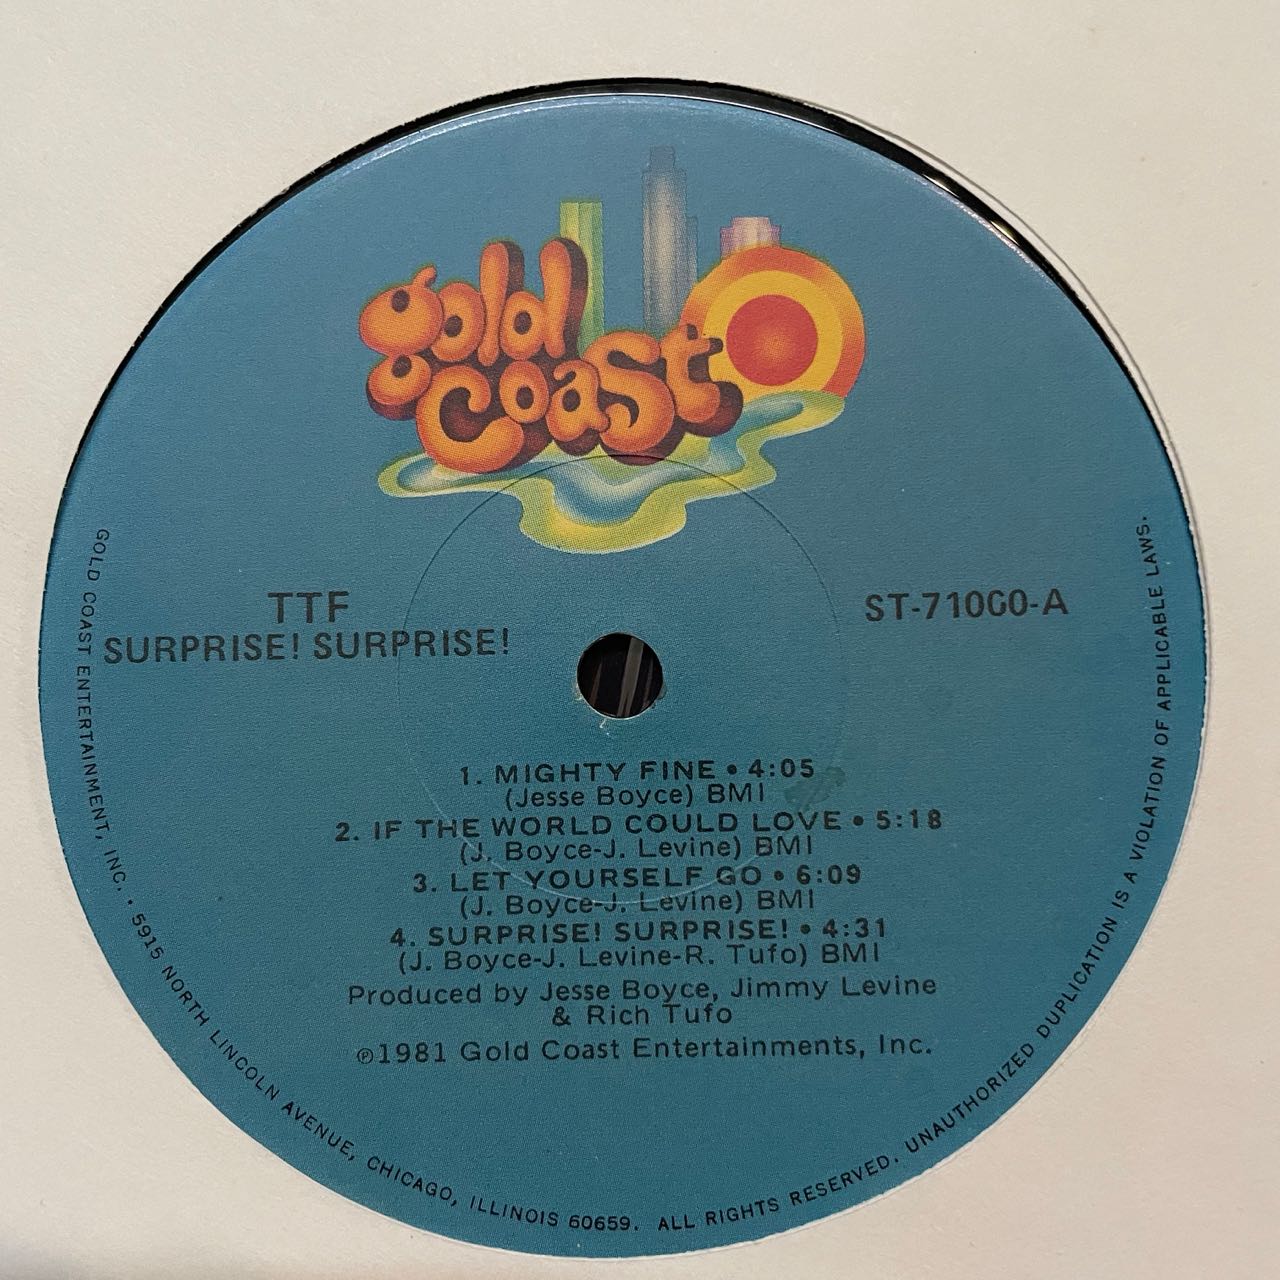 gold
coast
TTF
SURPRISE! SURPRISE!
ST-71000-A
1. MIGHTY FINE • 4:05
(Jesse Boyce) BMI
2. IF THE WORLD COULD LOVE • 5:18
(J. Boyce-J. Levine) BMI
3. LET YOURSELF GO • 6:09
(J. Boyce-J. Levine) BMI
4. SURPRISE! SURPRISE! • 4:31
(J. Boyce-J. Levine-R. Tufo) BMI
Produced by Jesse Boyce, Jimmy Levine
& Rich Tufo
℗1981 Gold Coast Entertainments, Inc.
GOLD COAST ENTERTAINMENT, INC. • 5915 NORTH LINCOLN AVENUE, CHICAGO, ILLINOIS 60659. ALL RIGHTS RESERVED. UNAUTHORIZED DUPLICATION IS A VIOLATION OF APPLICABLE LAWS.